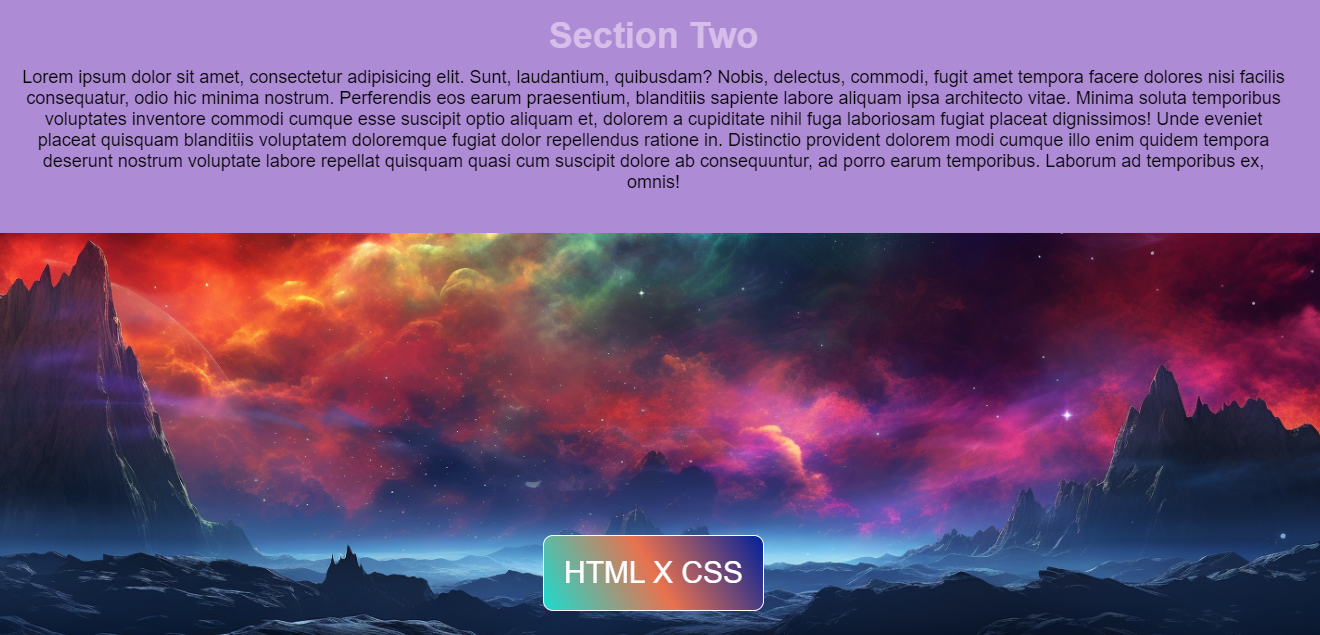 Section Two
Lorem ipsum dolor sit amet, consectetur adipisicing elit. Sunt, laudantium, quibusdam? Nobis, delectus, commodi, fugit amet tempora facere dolores nisi facilis
consequatur, odio hic minima nostrum. Perferendis eos earum praesentium, blanditiis sapiente labore aliquam ipsa architecto vitae. Minima soluta temporibus
voluptates inventore commodi cumque esse suscipit optio aliquam et, dolorem a cupiditate nihil fuga laboriosam fugiat placeat dignissimos! Unde eveniet
placeat quisquam blanditiis voluptatem doloremque fugiat dolor repellendus ratione in. Distinctio provident dolorem modi cumque illo enim quidem tempora
deserunt nostrum voluptate labore repellat quisquam quasi cum suscipit dolore ab consequuntur, ad porro earum temporibus. Laborum ad temporibus ex,
omnis!
HTML X CSS